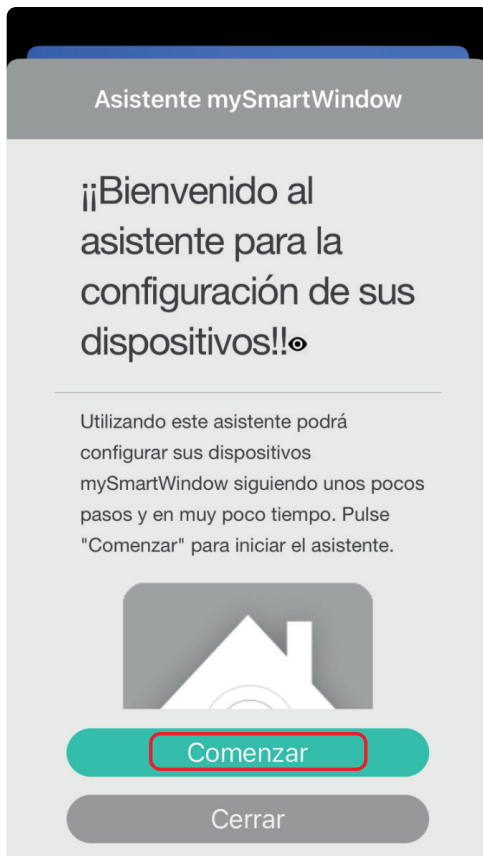 Asistente mySmartWindow
¡¡Bienvenido al
asistente para la
configuración de sus
dispositivos!!
Utilizando este asistente podrá
configurar sus dispositivos
mySmartWindow siguiendo unos pocos
pasos y en muy poco tiempo. Pulse
"Comenzar" para iniciar el asistente.
Comenzar
Cerrar